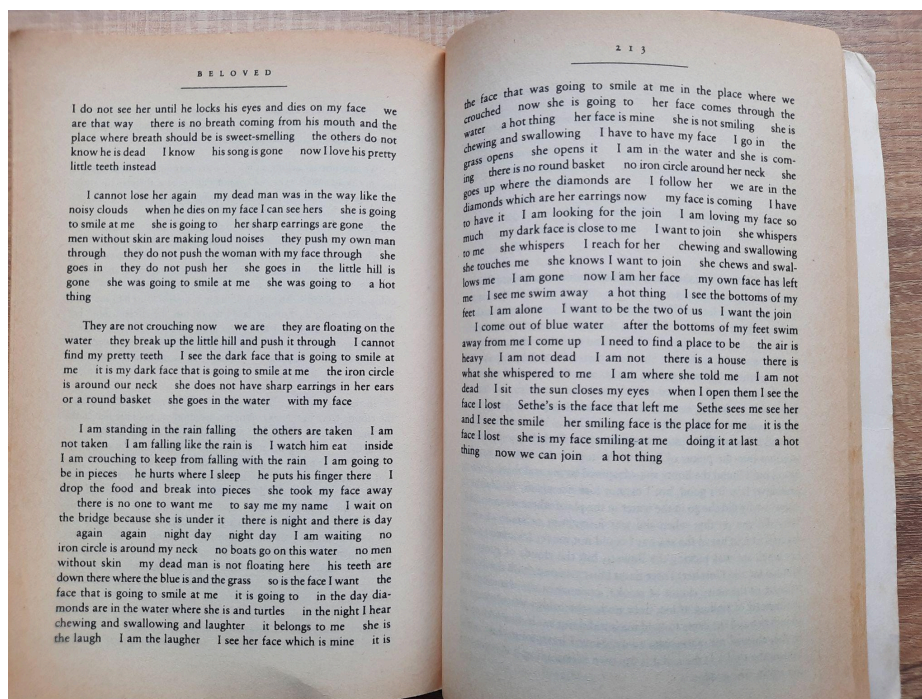 BELOVED
I do not see her until he locks his eyes and dies on my face we
are that way there is no breath coming from his mouth and the
place where breath should be is sweet-smelling the others do not
know he is dead I know his song is gone now I love his pretty
little teeth instead
I cannot lose her again my dead man was in the way like the
noisy clouds when he dies on my face I can see hers she is going
to smile at me she is going to her sharp earrings are gone the
men without skin are making loud noises they push my own man
through they do not push the woman with my face through she
goes in they do not push her she goes in the little hill is
gone she was going to smile at me she was going to a hot
thing
They are not crouching now we are they are floating on the
water they break up the little hill and push it through I cannot
find my pretty teeth I see the dark face that is going to smile at
me it is my dark face that is going to smile at me the iron circle
is around our neck she does not have sharp earrings in her ears
or a round basket she goes in the water with my face
I am standing in the rain falling the others are taken I am
not taken I am falling like the rain is I watch him eat inside
I am crouching to keep from falling with the rain I am going to
be in pieces he hurts where I sleep he puts his finger there I
drop the food and break into pieces she took my face away
there is no one to want me to say me my name I wait on
the bridge because she is under it there is night and there is day
again again night day night day I am waiting no
iron circle is around my neck no boats go on this water no men
without skin my dead man is not floating here his teeth are
down there where the blue is and the grass so is the face I want the
face that is going to smile at me it is going to in the day dia-
monds are in the water where she is and turtles in the night I hear
chewing and swallowing and laughter it belongs to me she is
the laugh I am the laugher I see her face which is mine it is
213
the face that was going to smile at me in the place where we
crouched now she is going to her face comes through the
water a hot thing her face is mine she is not smiling she is
chewing and swallowing I have to have my face I go in the
grass opens she opens it I am in the water and she is com-
ing there is no round basket no iron circle around her neck she
goes up where the diamonds are I follow her we are in the
diamonds which are her earrings now my face is coming I have
to have it I am looking for the join I am loving my face so
much my dark face is close to me I want to join she whispers
to me she whispers I reach for her chewing and swallowing
she touches me she knows I want to join she chews and swal-
lows me I am gone now I am her face my own face has left
me I see me swim away a hot thing I see the bottoms of my
feet I am alone I want to be the two of us I want the join
I come out of blue water after the bottoms of my feet swim
away from me I come up I need to find a place to be the air is
heavy I am not dead I am not there is a house there is
what she whispered to me I am where she told me I am not
dead I sit the sun closes my eyes when I open them I see the
face I lost Sethe's is the face that left me Sethe sees me see her
and I see the smile her smiling face is the place for me it is the
face I lost she is my face smiling at me doing it at last a hot
thing now we can join a hot thing